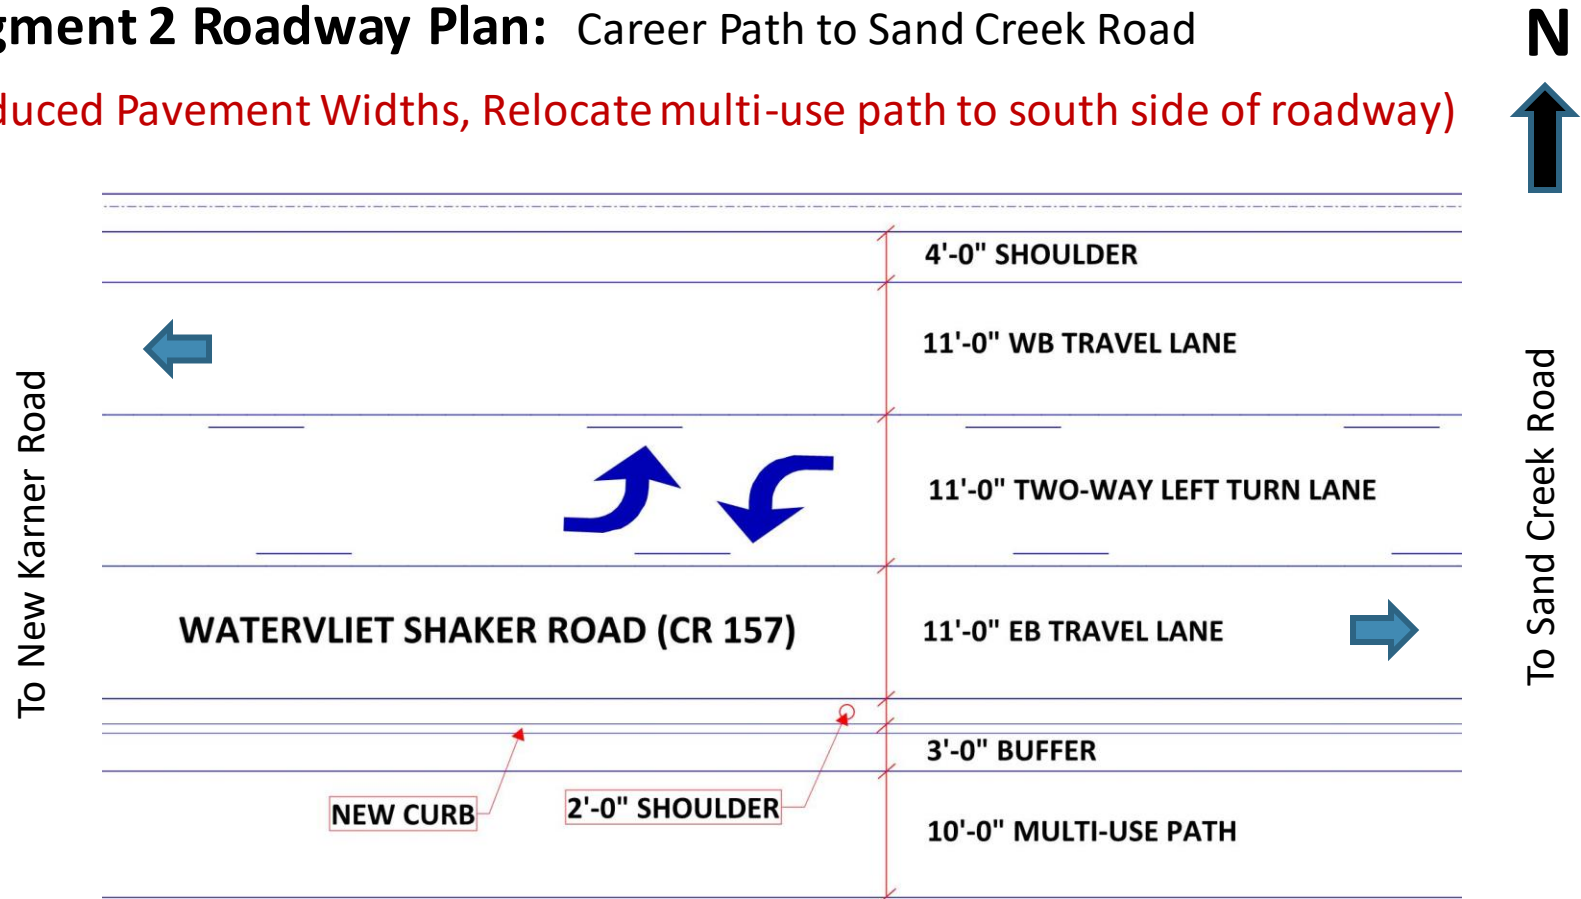 gment 2 Roadway Plan: Career Path to Sand Creek Road
N
duced Pavement Widths, Relocate multi-use path to south side of roadway)
4'-0" SHOULDER
11'-0" WB TRAVEL LANE
11'-0" TWO-WAY LEFT TURN LANE
WATERVLIET SHAKER ROAD (CR 157)
11'-0" EB TRAVEL LANE
3'-0" BUFFER
NEW CURB
2'-0" SHOULDER
10'-0" MULTI-USE PATH
To New Karner Road
To Sand Creek Road